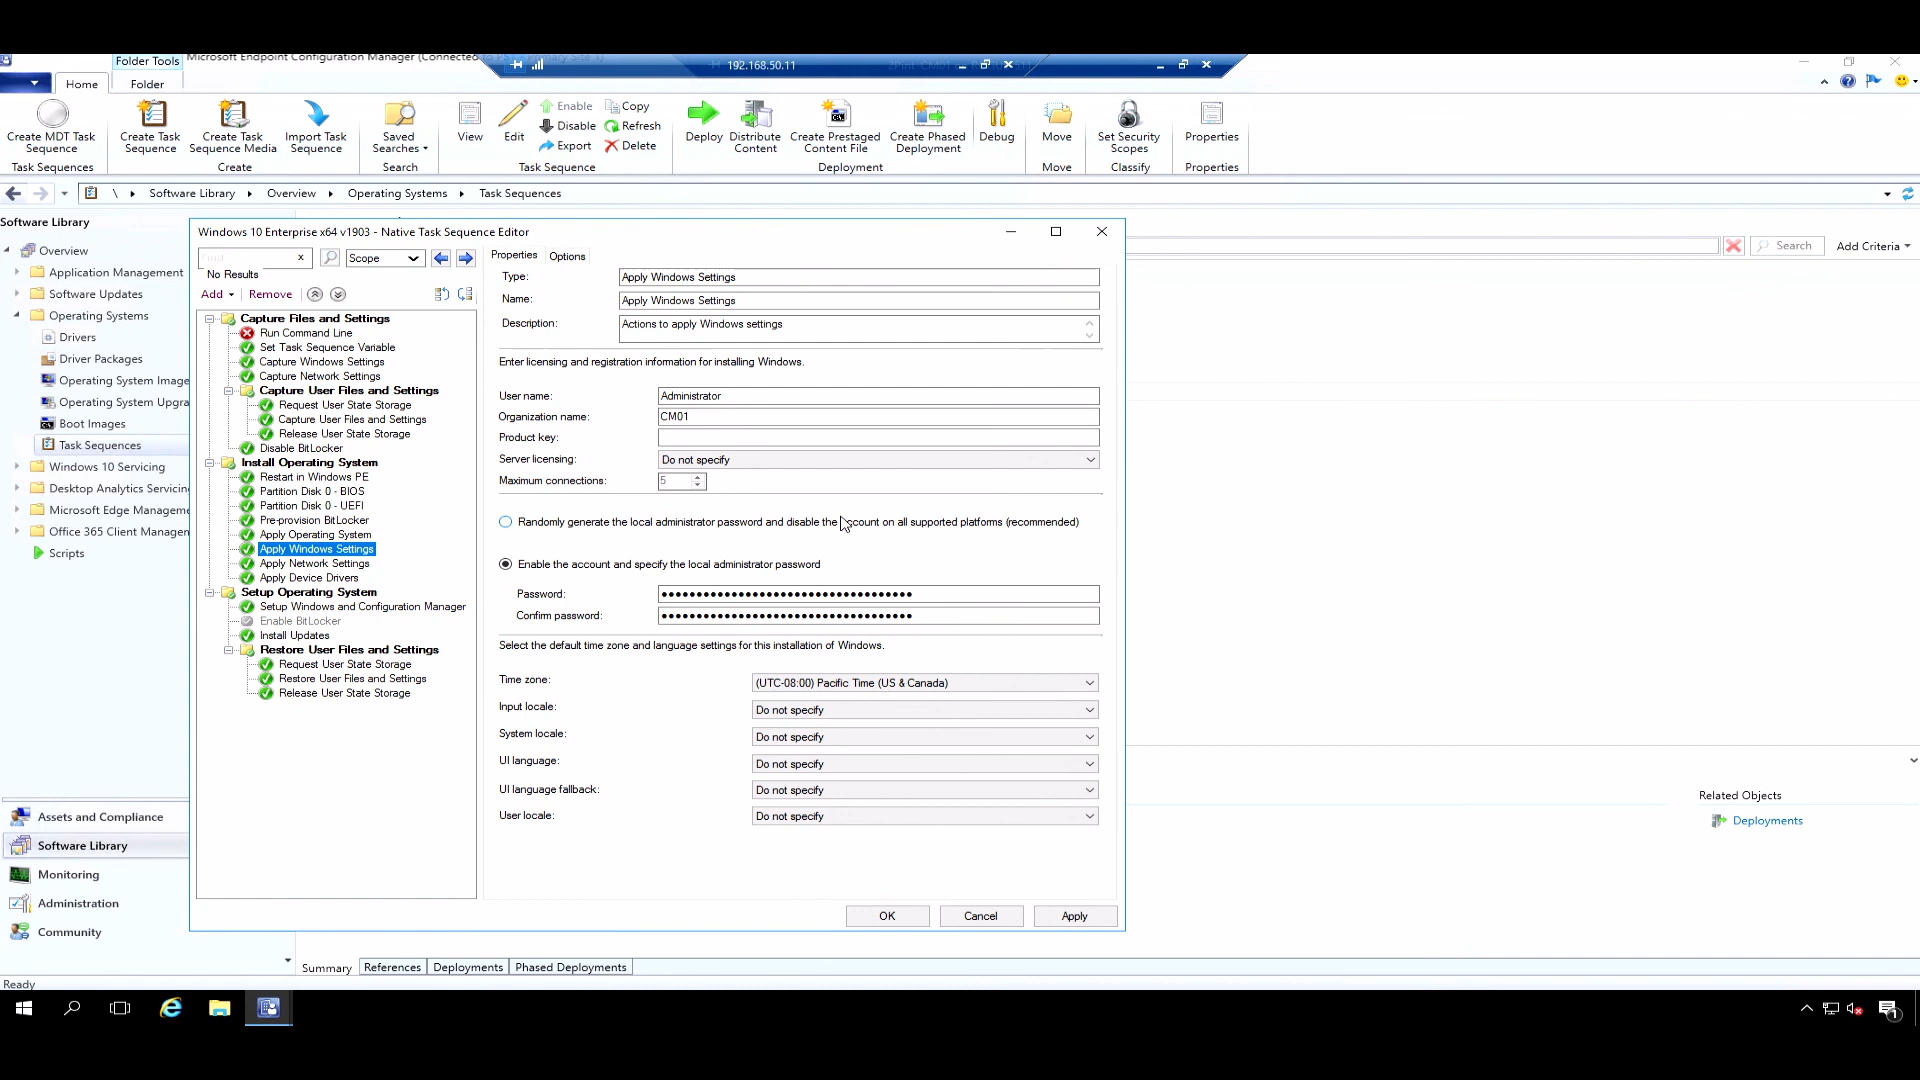 Folder Tools
Microsoft Endpoint Configuration Manager (Connected to
192.168.50.11
Home
Folder
Create MDT Task Sequence
Create Task Sequence
Create Task Sequence Media
Import Task Sequence
Saved Searches
View
Edit
Enable
Disable
Export
Copy
Refresh
Delete
Deploy
Distribute Content
Create Prestaged Content File
Create Phased Deployment
Debug
Move
Set Security Scopes
Properties
Task Sequences
Create
Search
Task Sequence
Deployment
Move
Classify
Properties
\ Software Library Overview Operating Systems Task Sequences
Software Library
Overview
Application Management
Software Updates
Operating Systems
Drivers
Driver Packages
Operating System Image
Operating System Upgra
Boot Images
Task Sequences
Windows 10 Servicing
Desktop Analytics Servicin
Microsoft Edge Manageme
Office 365 Client Manager
Scripts
Assets and Compliance
Software Library
Monitoring
Administration
Community
Ready
Windows 10 Enterprise x64 v1903 - Native Task Sequence Editor
Find
x
Scope
No Results
Add
Remove
Capture Files and Settings
Run Command Line
Set Task Sequence Variable
Capture Windows Settings
Capture Network Settings
Capture User Files and Settings
Request User State Storage
Capture User Files and Settings
Release User State Storage
Disable BitLocker
Install Operating System
Restart in Windows PE
Partition Disk 0 - BIOS
Partition Disk 0 - UEFI
Pre-provision BitLocker
Apply Operating System
Apply Windows Settings
Apply Network Settings
Apply Device Drivers
Setup Operating System
Setup Windows and Configuration Manager
Enable BitLocker
Install Updates
Restore User Files and Settings
Request User State Storage
Restore User Files and Settings
Release User State Storage
Properties
Options
Type: Apply Windows Settings
Name: Apply Windows Settings
Description: Actions to apply Windows settings
Enter licensing and registration information for installing Windows.
User name: Administrator
Organization name: CM01
Product key:
Server licensing: Do not specify
Maximum connections: 5
Randomly generate the local administrator password and disable the account on all supported platforms (recommended)
Enable the account and specify the local administrator password
Password:
Confirm password:
Select the default time zone and language settings for this installation of Windows.
Time zone: (UTC-08:00) Pacific Time (US & Canada)
Input locale: Do not specify
System locale: Do not specify
UI language: Do not specify
UI language fallback: Do not specify
User locale: Do not specify
OK
Cancel
Apply
Search
Add Criteria
Related Objects
Deployments
Summary
References
Deployments
Phased Deployments
1